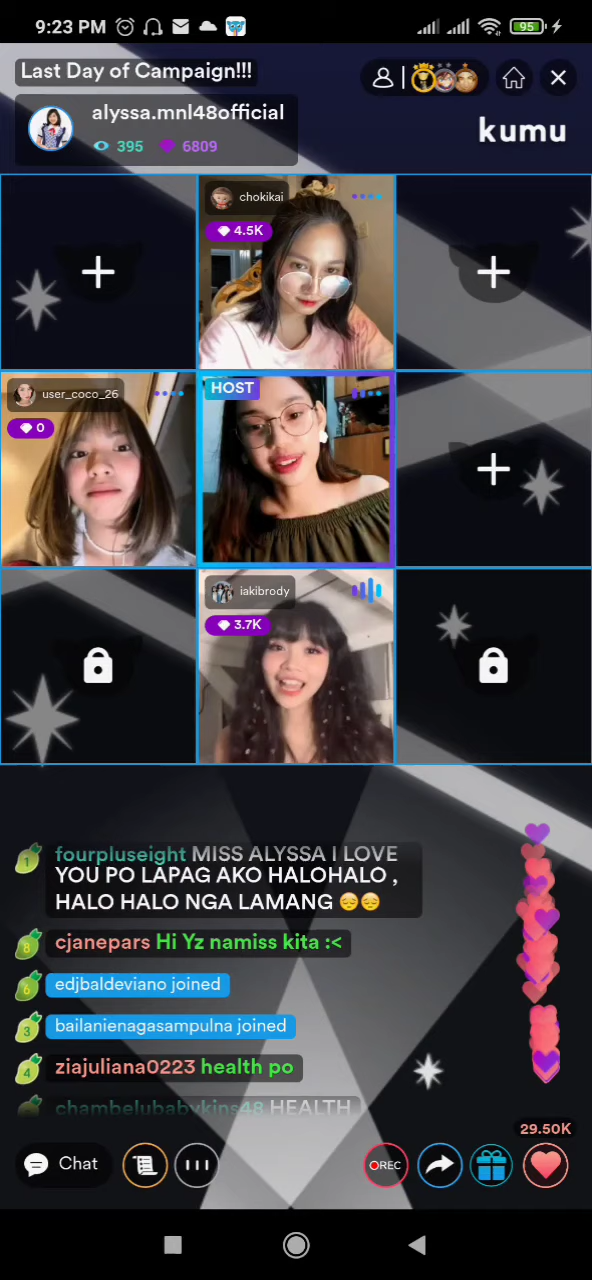 9:23 PM
95
Last Day of Campaign!!!
alyssa.mnl48official
395 6809
kumu
chokikai
4.5K
user_coco_26
0
HOST
iakibrody
3.7K
1 fourpluseight MISS ALYSSA I LOVE
YOU PO LAPAG AKO HALOHALO ,
HALO HALO NGA LAMANG 😔😔
8 cjanepars Hi Yz namiss kita :<
6 edjbaldeviano joined
3 bailanienagasampulna joined
4 ziajuliana0223 health po
chambelubabykins48 HEALTH
29.50K
Chat
REC